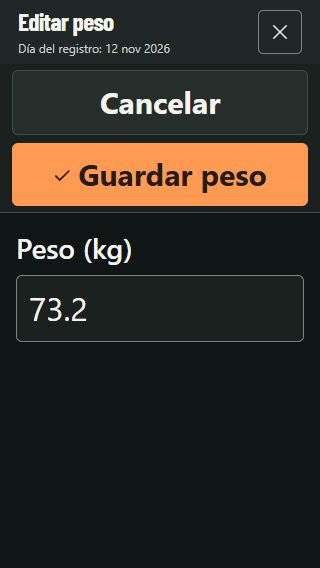 Editar peso
Día del registro: 12 nov 2026
Cancelar
Guardar peso
Peso (kg)
73.2